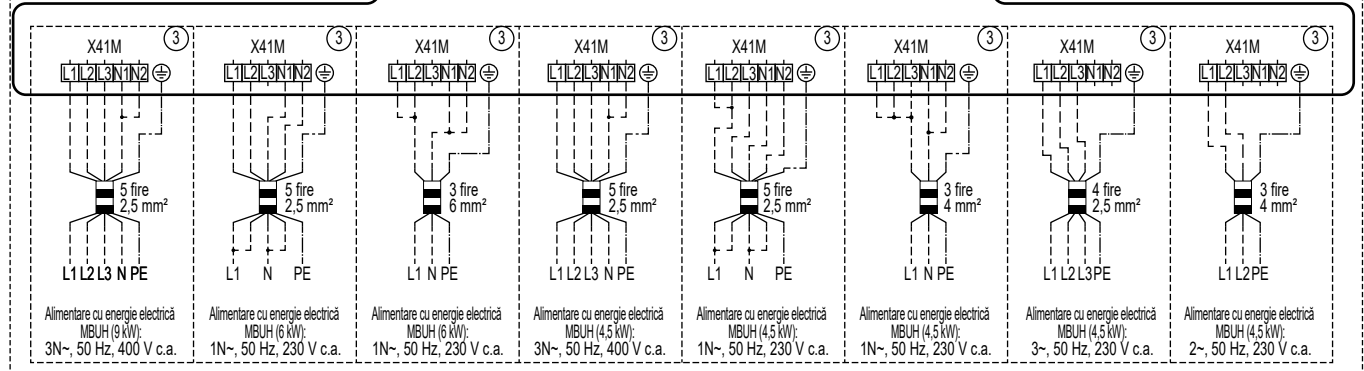 X41M 3
L1 L2 L3 N1 N2
5 fire
2,5 mm²
L1 L2 L3 N PE
Alimentare cu energie electrică
MBUH (9 kW):
3N~, 50 Hz, 400 V c.a.
X41M 3
L1 L2 L3 N1 N2
5 fire
2,5 mm²
L1 N PE
Alimentare cu energie electrică
MBUH (6 kW):
1N~, 50 Hz, 230 V c.a.
X41M 3
L1 L2 L3 N1 N2
3 fire
6 mm²
L1 N PE
Alimentare cu energie electrică
MBUH (6 kW):
1N~, 50 Hz, 230 V c.a.
X41M 3
L1 L2 L3 N1 N2
5 fire
2,5 mm²
L1 L2 L3 N PE
Alimentare cu energie electrică
MBUH (4,5 kW):
3N~, 50 Hz, 400 V c.a.
X41M 3
L1 L2 L3 N1 N2
5 fire
2,5 mm²
L1 N PE
Alimentare cu energie electrică
MBUH (4,5 kW):
1N~, 50 Hz, 230 V c.a.
X41M 3
L1 L2 L3 N1 N2
3 fire
4 mm²
L1 N PE
Alimentare cu energie electrică
MBUH (4,5 kW):
1N~, 50 Hz, 230 V c.a.
X41M 3
L1 L2 L3 N1 N2
4 fire
2,5 mm²
L1 L2 L3 PE
Alimentare cu energie electrică
MBUH (4,5 kW):
3~, 50 Hz, 230 V c.a.
X41M 3
L1 L2 L3 N1 N2
3 fire
4 mm²
L1 L2 PE
Alimentare cu energie electrică
MBUH (4,5 kW):
2~, 50 Hz, 230 V c.a.